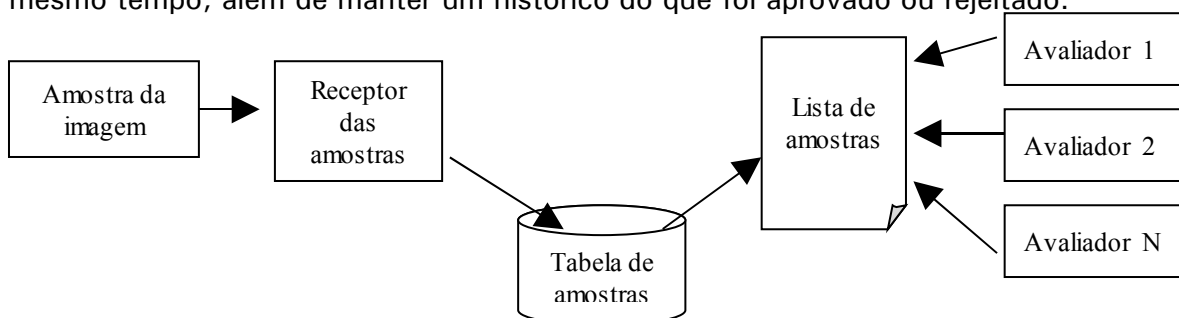 mesmo tempo, além de manter um histórico do que foi aprovado ou rejeitado.
Amostra da
imagem
Receptor
das
amostras
Tabela de
amostras
Lista de
amostras
Avaliador 1
Avaliador 2
Avaliador N